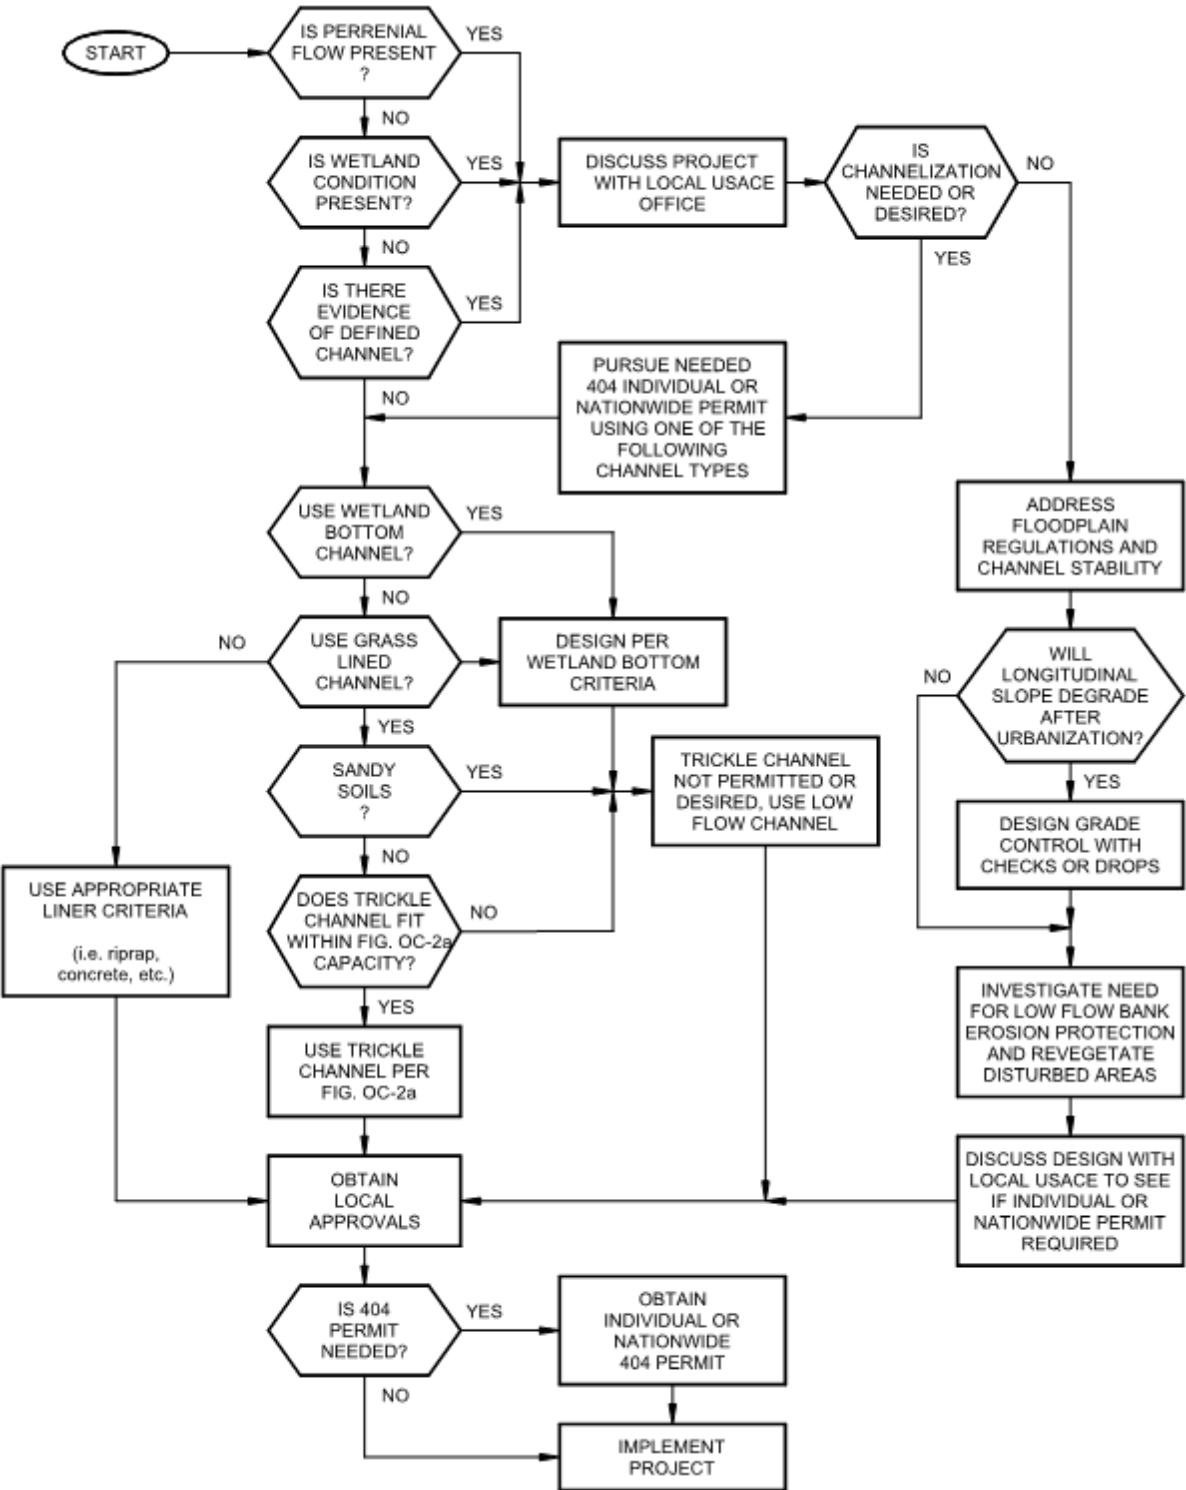 START
IS PERRENIAL
FLOW PRESENT
?
YES
NO
IS WETLAND
CONDITION
PRESENT?
YES
NO
IS THERE
EVIDENCE
OF DEFINED
CHANNEL?
YES
NO
DISCUSS PROJECT
WITH LOCAL USACE
OFFICE
IS
CHANNELIZATION
NEEDED OR
DESIRED?
NO
YES
PURSUE NEEDED
404 INDIVIDUAL OR
NATIONWIDE PERMIT
USING ONE OF THE
FOLLOWING
CHANNEL TYPES
USE WETLAND
BOTTOM
CHANNEL?
YES
NO
USE GRASS
LINED
CHANNEL?
NO
YES
DESIGN PER
WETLAND BOTTOM
CRITERIA
SANDY
SOILS
?
YES
NO
TRICKLE CHANNEL
NOT PERMITTED OR
DESIRED, USE LOW
FLOW CHANNEL
DOES TRICKLE
CHANNEL FIT
WITHIN FIG. OC-2a
CAPACITY?
NO
YES
USE APPROPRIATE
LINER CRITERIA
(i.e. riprap,
concrete, etc.)
USE TRICKLE
CHANNEL PER
FIG. OC-2a
OBTAIN
LOCAL
APPROVALS
IS 404
PERMIT
NEEDED?
YES
NO
OBTAIN
INDIVIDUAL OR
NATIONWIDE
404 PERMIT
IMPLEMENT
PROJECT
ADDRESS
FLOODPLAIN
REGULATIONS AND
CHANNEL STABILITY
WILL
LONGITUDINAL
SLOPE DEGRADE
AFTER
URBANIZATION?
NO
YES
DESIGN GRADE
CONTROL WITH
CHECKS OR DROPS
INVESTIGATE NEED
FOR LOW FLOW BANK
EROSION PROTECTION
AND REVEGETATE
DISTURBED AREAS
DISCUSS DESIGN WITH
LOCAL USACE TO SEE
IF INDIVIDUAL OR
NATIONWIDE PERMIT
REQUIRED